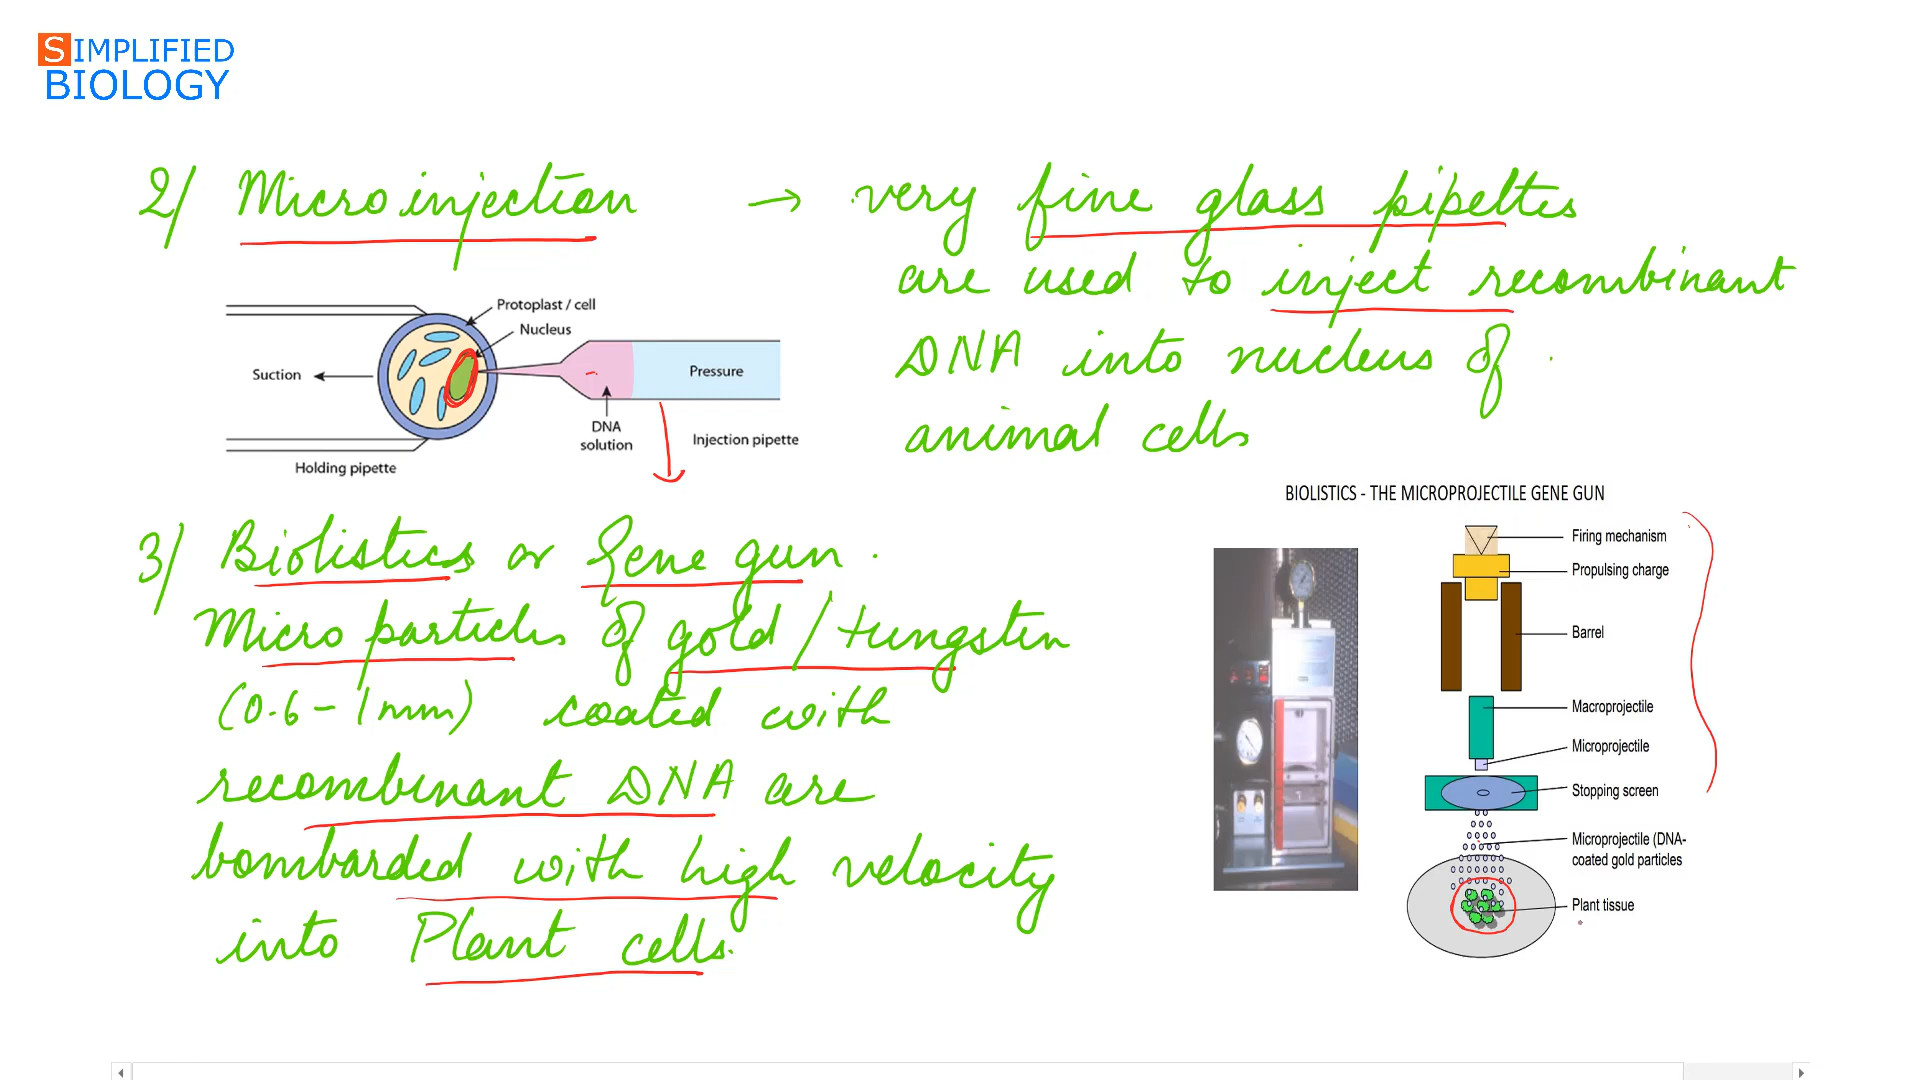 SIMPLIFIED
BIOLOGY
2) Microinjection → very fine glass pipettes
are used to inject recombinant
DNA into nucleus of
animal cells
Protoplast / cell
Nucleus
Suction
Pressure
DNA
solution
Injection pipette
Holding pipette
3) Biolistics or Gene gun.
Micro particles of gold / tungsten
(0.6 - 1 mm) coated with
recombinant DNA are
bombarded with high velocity
into Plant cells.
BIOLISTICS - THE MICROPROJECTILE GENE GUN
Firing mechanism
Propulsing charge
Barrel
Macroprojectile
Microprojectile
Stopping screen
Microprojectile (DNA-
coated gold particles
Plant tissue